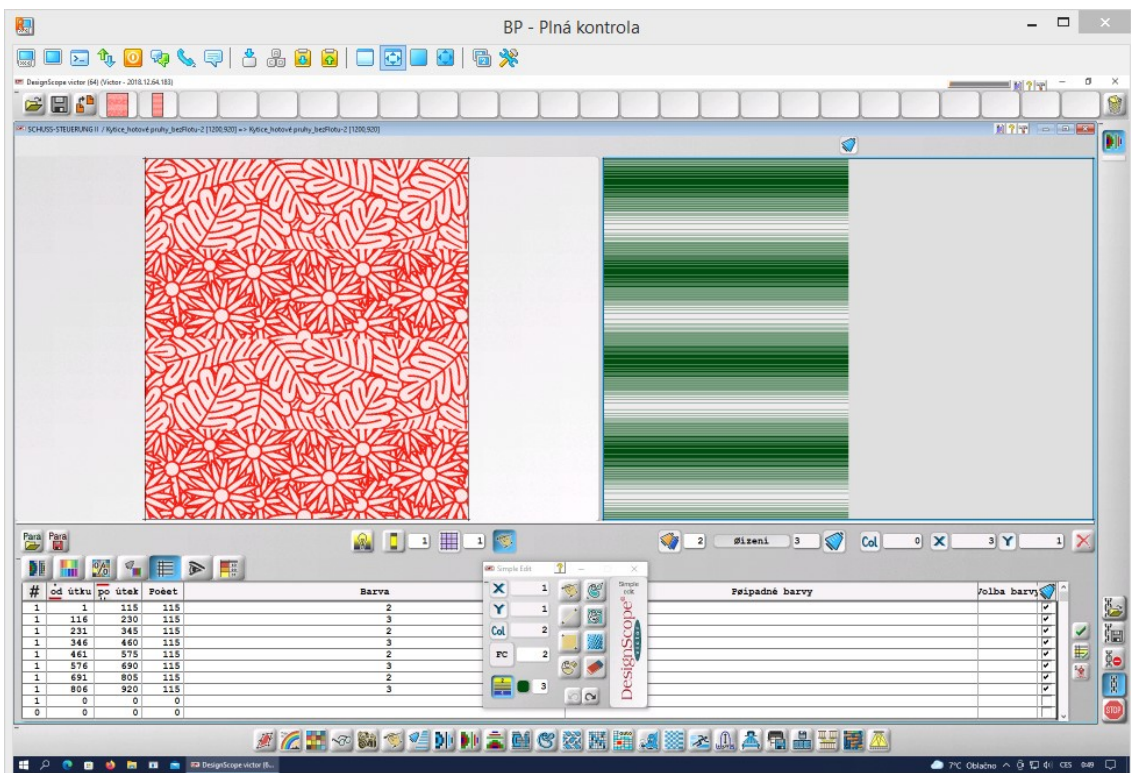 BP - Plná kontrola
DesignScope victor (64) (Victor - 2018.12.64.183)
SCHUSS-STEUERUNG II / Kytice_hotové pruhy_bezFlotu-2 [1200,920] => Kytice_hotové pruhy_bezFlotu-2 [1200,920]
Para Para
1 1 2 Øízení 3 Col 0 X 3 Y 1
Simple Edit
# od útku po útek Poèet Barva Pøípadné barvy Volba barvy
1 1 115 115 2
1 116 230 115 3
1 231 345 115 2
1 346 460 115 3
1 461 575 115 2
1 576 690 115 3
1 691 805 115 2
1 806 920 115 3
1 0 0 0
0 0 0 0
X 1
Y 1
Col 2
FC 2
3
Simple edit
DesignScope® victor
STOP
DesignScope victor (6...
7°C Oblačno CES 0:49